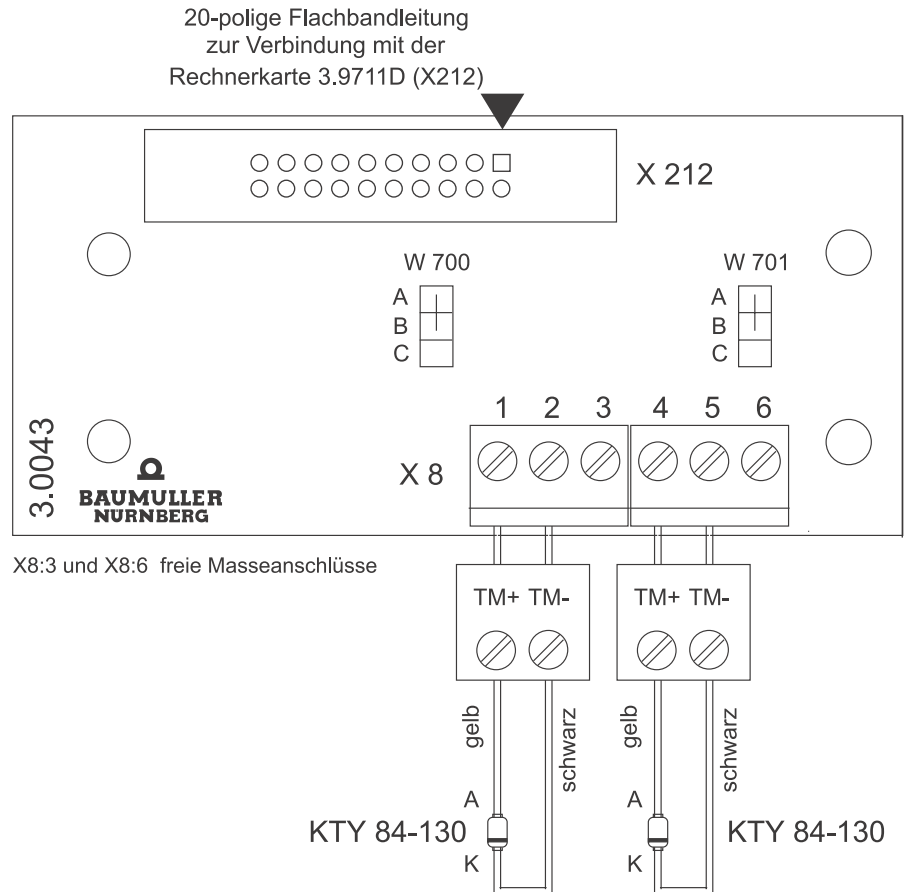 20-polige Flachbandleitung
zur Verbindung mit der
Rechnerkarte 3.9711D (X212)
X 212
W 700
A
B
C
W 701
A
B
C
1 2 3 4 5 6
X 8
3.0043
BAUMULLER
NURNBERG
X8:3 und X8:6 freie Masseanschlüsse
TM+ TM-
TM+ TM-
gelb
schwarz
gelb
schwarz
A
KTY 84-130
K
A
KTY 84-130
K